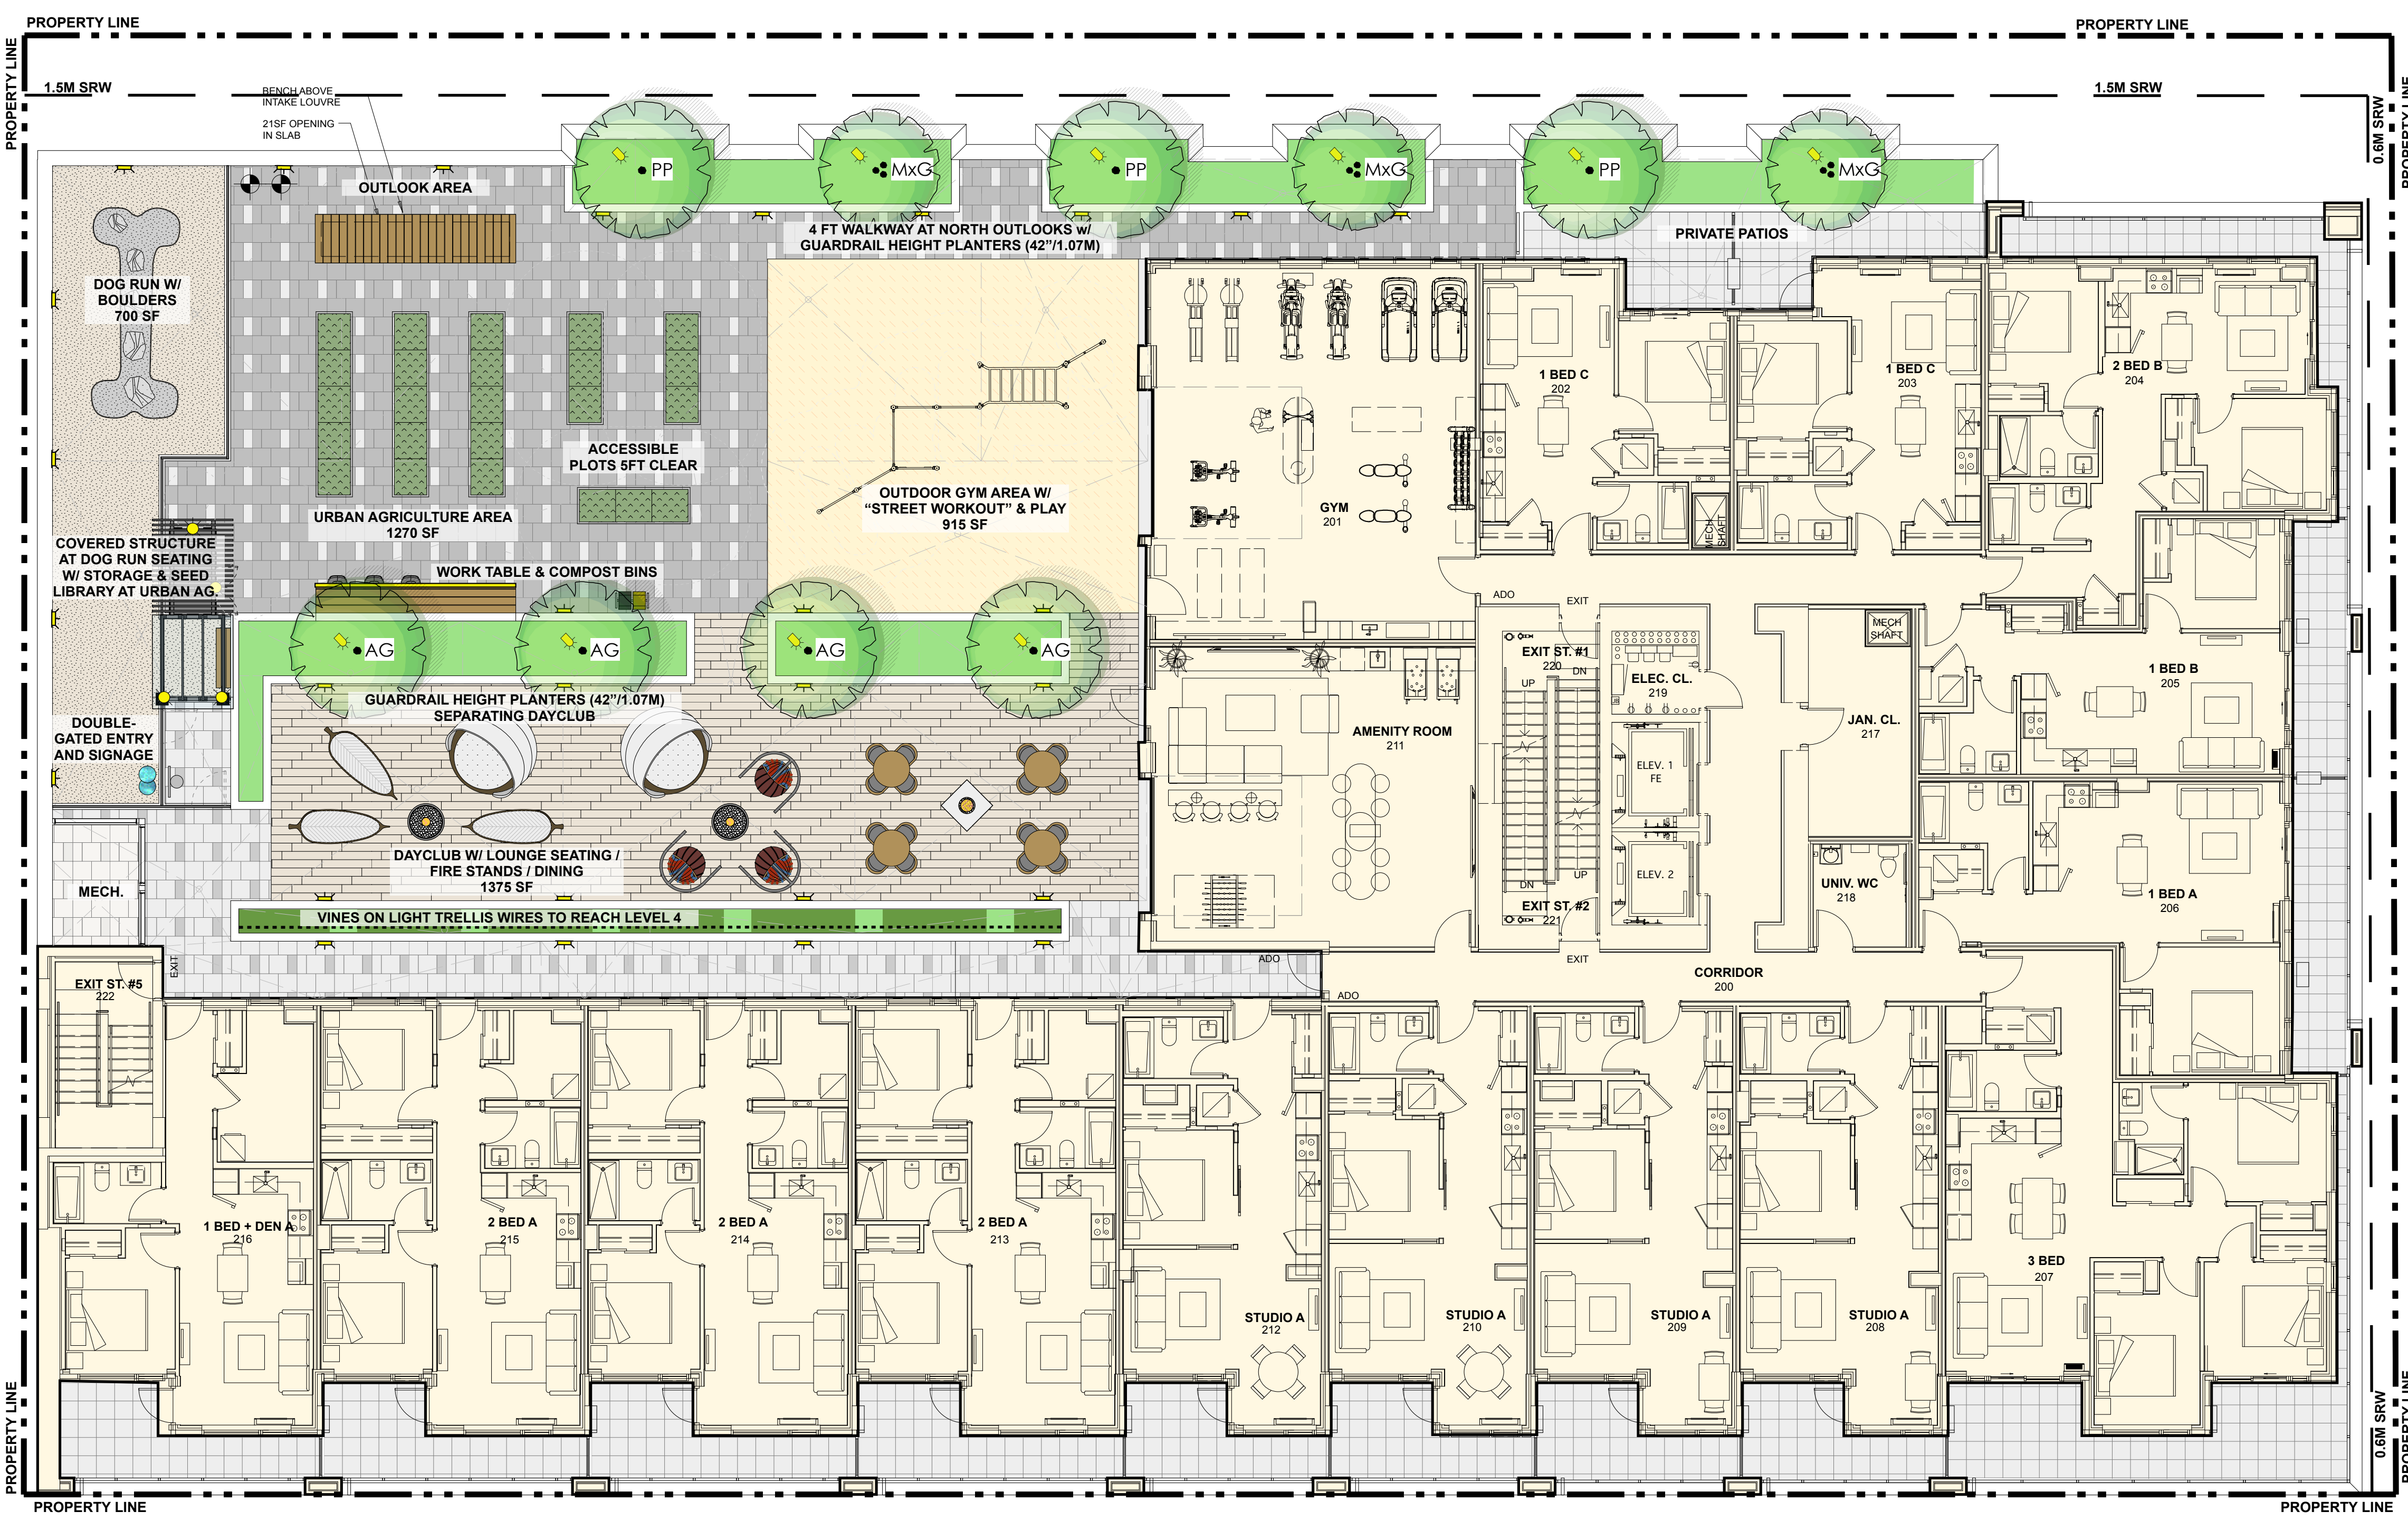 PROPERTY LINE
PROPERTY LINE
PROPERTY LINE
PROPERTY LINE
1.5M SRW
1.5M SRW
0.6M SRW
BENCH ABOVE
INTAKE LOUVRE
21SF OPENING
IN SLAB
OUTLOOK AREA
PP
MxG
PP
MxG
PP
MxG
4 FT WALKWAY AT NORTH OUTLOOKS w/
GUARDRAIL HEIGHT PLANTERS (42”/1.07M)
PRIVATE PATIOS
DOG RUN W/
BOULDERS
700 SF
1 BED C
202
1 BED C
203
2 BED B
204
ACCESSIBLE
PLOTS 5FT CLEAR
OUTDOOR GYM AREA W/
“STREET WORKOUT” & PLAY
915 SF
GYM
201
MECH
SHAFT
URBAN AGRICULTURE AREA
1270 SF
COVERED STRUCTURE
AT DOG RUN SEATING
W/ STORAGE & SEED
LIBRARY AT URBAN AG.
WORK TABLE & COMPOST BINS
ADO
EXIT
MECH
SHAFT
AG
AG
AG
AG
EXIT ST. #1
220
UP
DN
ELEC. CL.
219
1 BED B
205
GUARDRAIL HEIGHT PLANTERS (42”/1.07M)
SEPARATING DAYCLUB
DOUBLE-
GATED ENTRY
AND SIGNAGE
AMENITY ROOM
211
JAN. CL.
217
ELEV. 1
FE
DAYCLUB W/ LOUNGE SEATING /
FIRE STANDS / DINING
1375 SF
MECH.
ELEV. 2
UP
DN
UNIV. WC
218
1 BED A
206
EXIT ST. #2
221
VINES ON LIGHT TRELLIS WIRES TO REACH LEVEL 4
EXIT
ADO
EXIT
CORRIDOR
200
ADO
EXIT ST. #5
222
1 BED + DEN A
216
2 BED A
215
2 BED A
214
2 BED A
213
STUDIO A
212
STUDIO A
210
STUDIO A
209
STUDIO A
208
3 BED
207
PROPERTY LINE
0.6M SRW
PROPERTY LINE
PROPERTY LINE
PROPERTY LINE